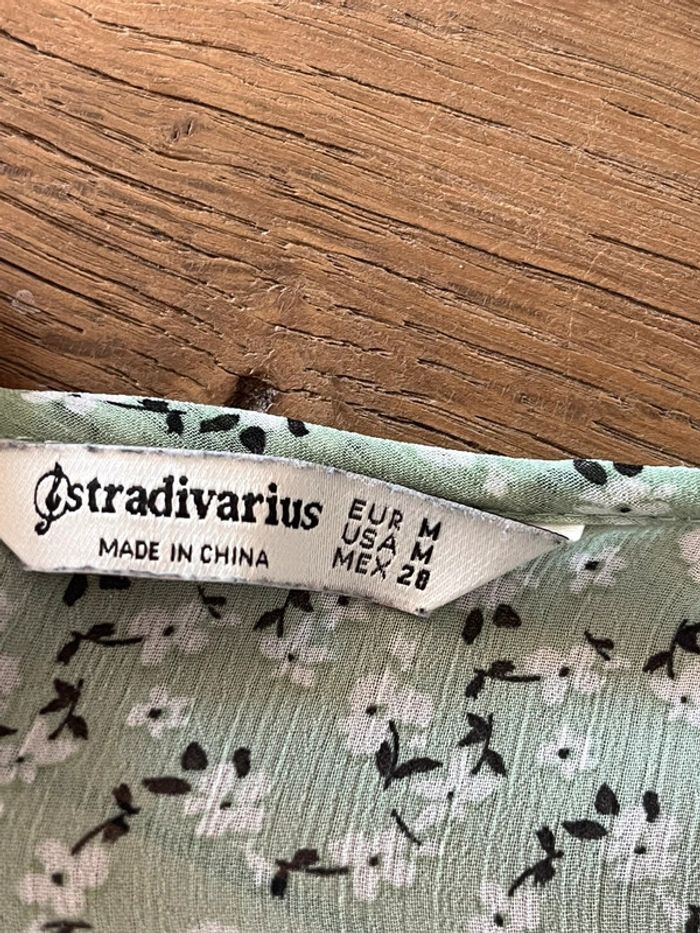 stradivarius
MADE IN CHINA
EUR M
USA M
MEX 28